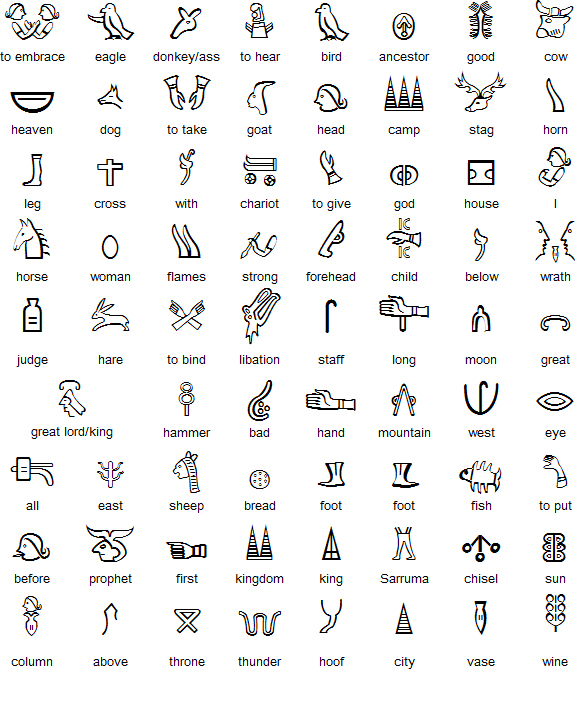 to embrace eagle donkey/ass to hear bird ancestor good cow
heaven dog to take goat head camp stag horn
leg cross with chariot to give god house I
horse woman flames strong forehead child below wrath
judge hare to bind libation staff long moon great
great lord/king hammer bad hand mountain west eye
all east sheep bread foot foot fish to put
before prophet first kingdom king Sarruma chisel sun
column above throne thunder hoof city vase wine